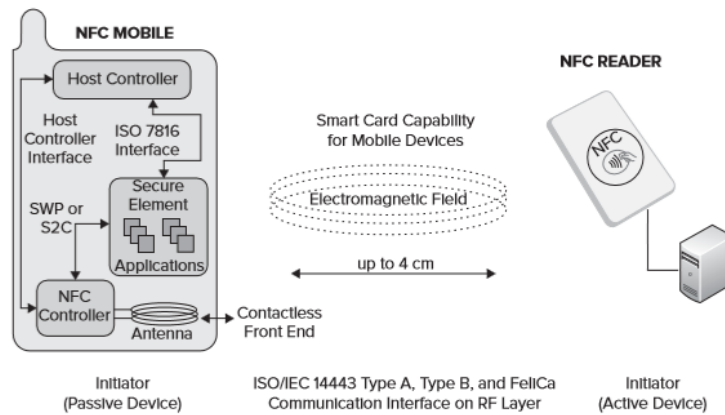 NFC MOBILE
Host Controller
Host
Controller
Interface
ISO 7816
Interface
Secure
Element
SWP or
S2C
Applications
NFC
Controller
Antenna
Contactless
Front End
Smart Card Capability
for Mobile Devices
Electromagnetic Field
up to 4 cm
NFC READER
NFC
Initiator
(Passive Device)
ISO/IEC 14443 Type A, Type B, and FeliCa
Communication Interface on RF Layer
Initiator
(Active Device)